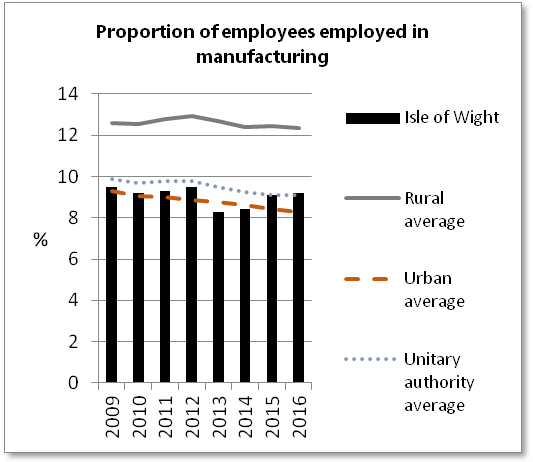 Proportion of employees employed in
manufacturing
14
12
10
8
6
4
2
0
%
2009
2010
2011
2012
2013
2014
2015
2016
Isle of Wight
Rural
average
Urban
average
Unitary
authority
average